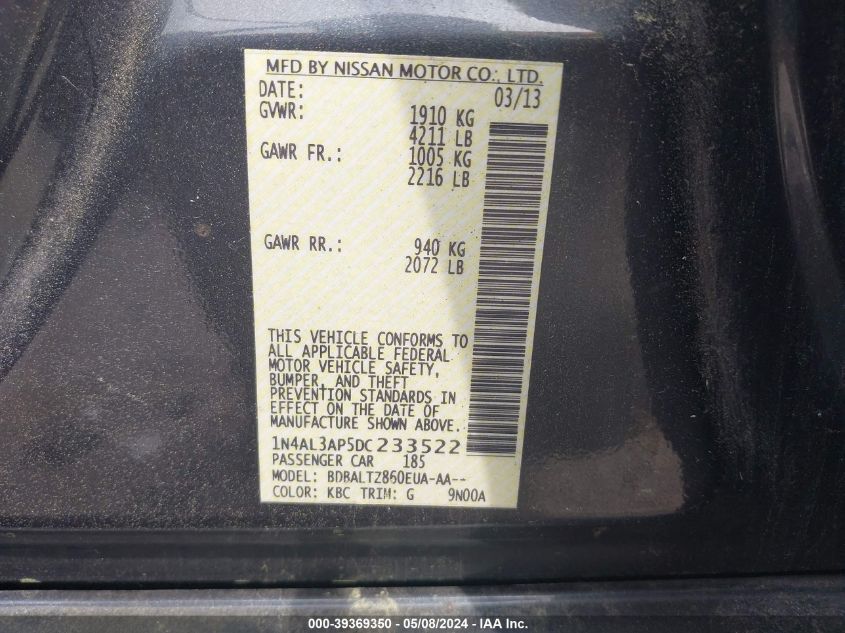 MFD BY NISSAN MOTOR CO., LTD.
DATE: 03/13
GVWR: 1910 KG
4211 LB
GAWR FR.: 1005 KG
2216 LB
GAWR RR.: 940 KG
2072 LB
THIS VEHICLE CONFORMS TO
ALL APPLICABLE FEDERAL
MOTOR VEHICLE SAFETY,
BUMPER, AND THEFT
PREVENTION STANDARDS IN
EFFECT ON THE DATE OF
MANUFACTURE SHOWN ABOVE.
1N4AL3AP5DC233522
PASSENGER CAR 185
MODEL: BDBALTZ860EUA-AA--
COLOR: KBC TRIM: G 9N00A
000-39369350 - 05/08/2024 - IAA Inc.